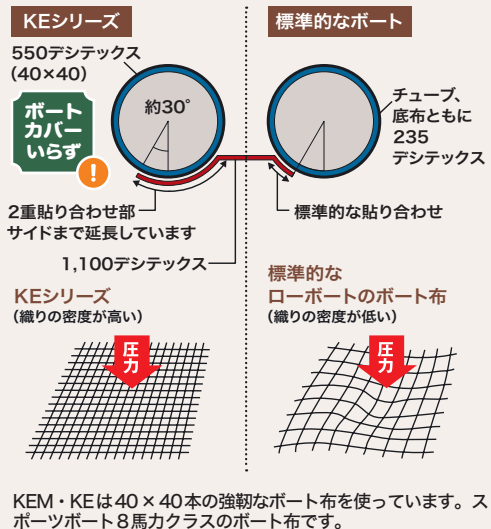 KEシリーズ
標準的なボート
550デシテックス
(40×40)
ボート
カバー
いらず
!
約30°
チューブ、
底布ともに
235
デシテックス
2重貼り合わせ部
サイドまで延長しています
標準的な貼り合わせ
1,100デシテックス
KEシリーズ
(織りの密度が高い)
標準的な
ローボートのボート布
(織りの密度が低い)
圧
力
圧
力
KEM・KEは40×40本の強靭なボート布を使っています。ス
ポーツボート8馬力クラスのボート布です。